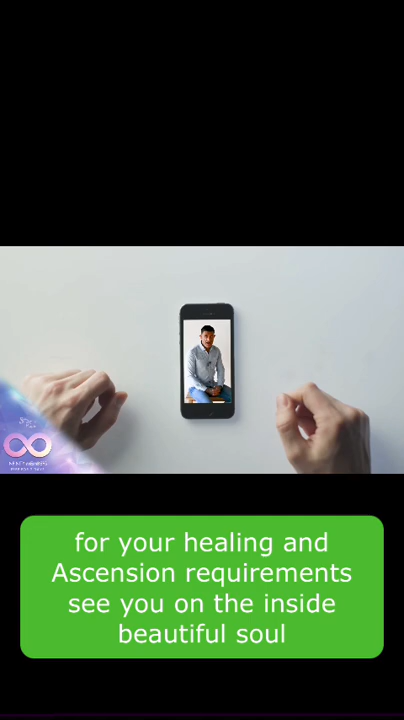 for your healing and
Ascension requirements
see you on the inside
beautiful soul